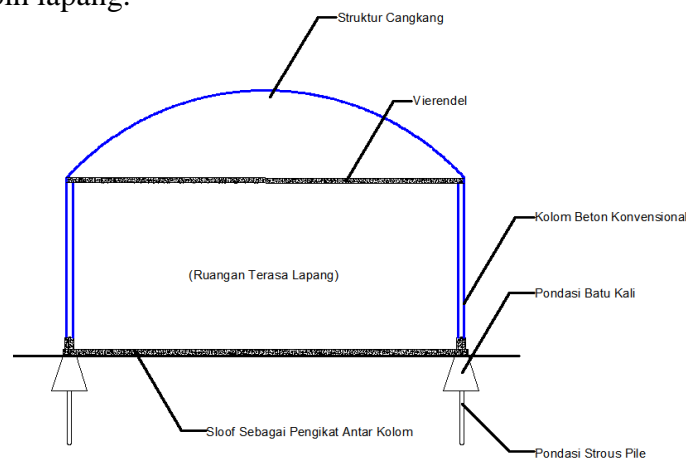 Struktur Cangkang
Vierendel
Kolom Beton Konvensional
(Ruangan Terasa Lapang)
Pondasi Batu Kali
Sloof Sebagai Pengikat Antar Kolom
Pondasi Strous Pile